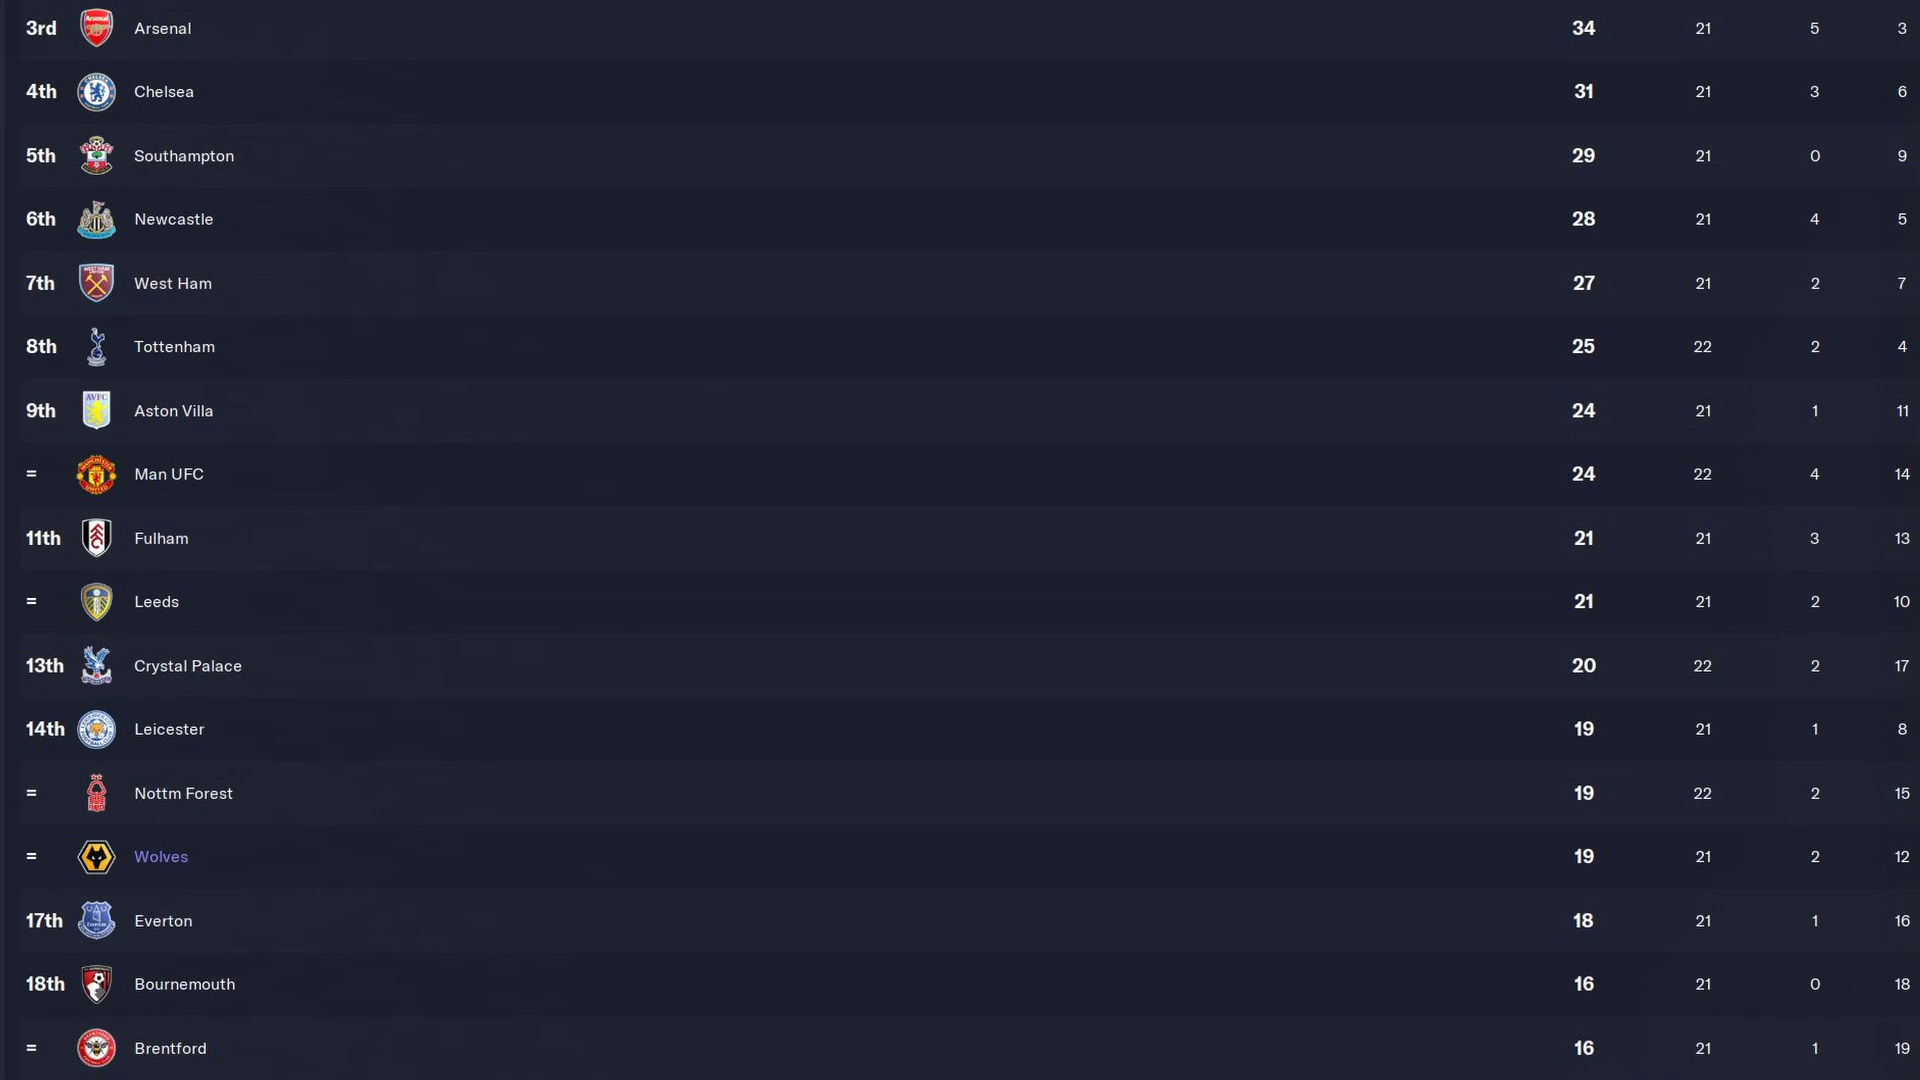 3rd Arsenal 34 21 5 3
4th Chelsea 31 21 3 6
5th Southampton 29 21 0 9
6th Newcastle 28 21 4 5
7th West Ham 27 21 2 7
8th Tottenham 25 22 2 4
9th Aston Villa 24 21 1 11
= Man UFC 24 22 4 14
11th Fulham 21 21 3 13
= Leeds 21 21 2 10
13th Crystal Palace 20 22 2 17
14th Leicester 19 21 1 8
= Nottm Forest 19 22 2 15
= Wolves 19 21 2 12
17th Everton 18 21 1 16
18th Bournemouth 16 21 0 18
= Brentford 16 21 1 19